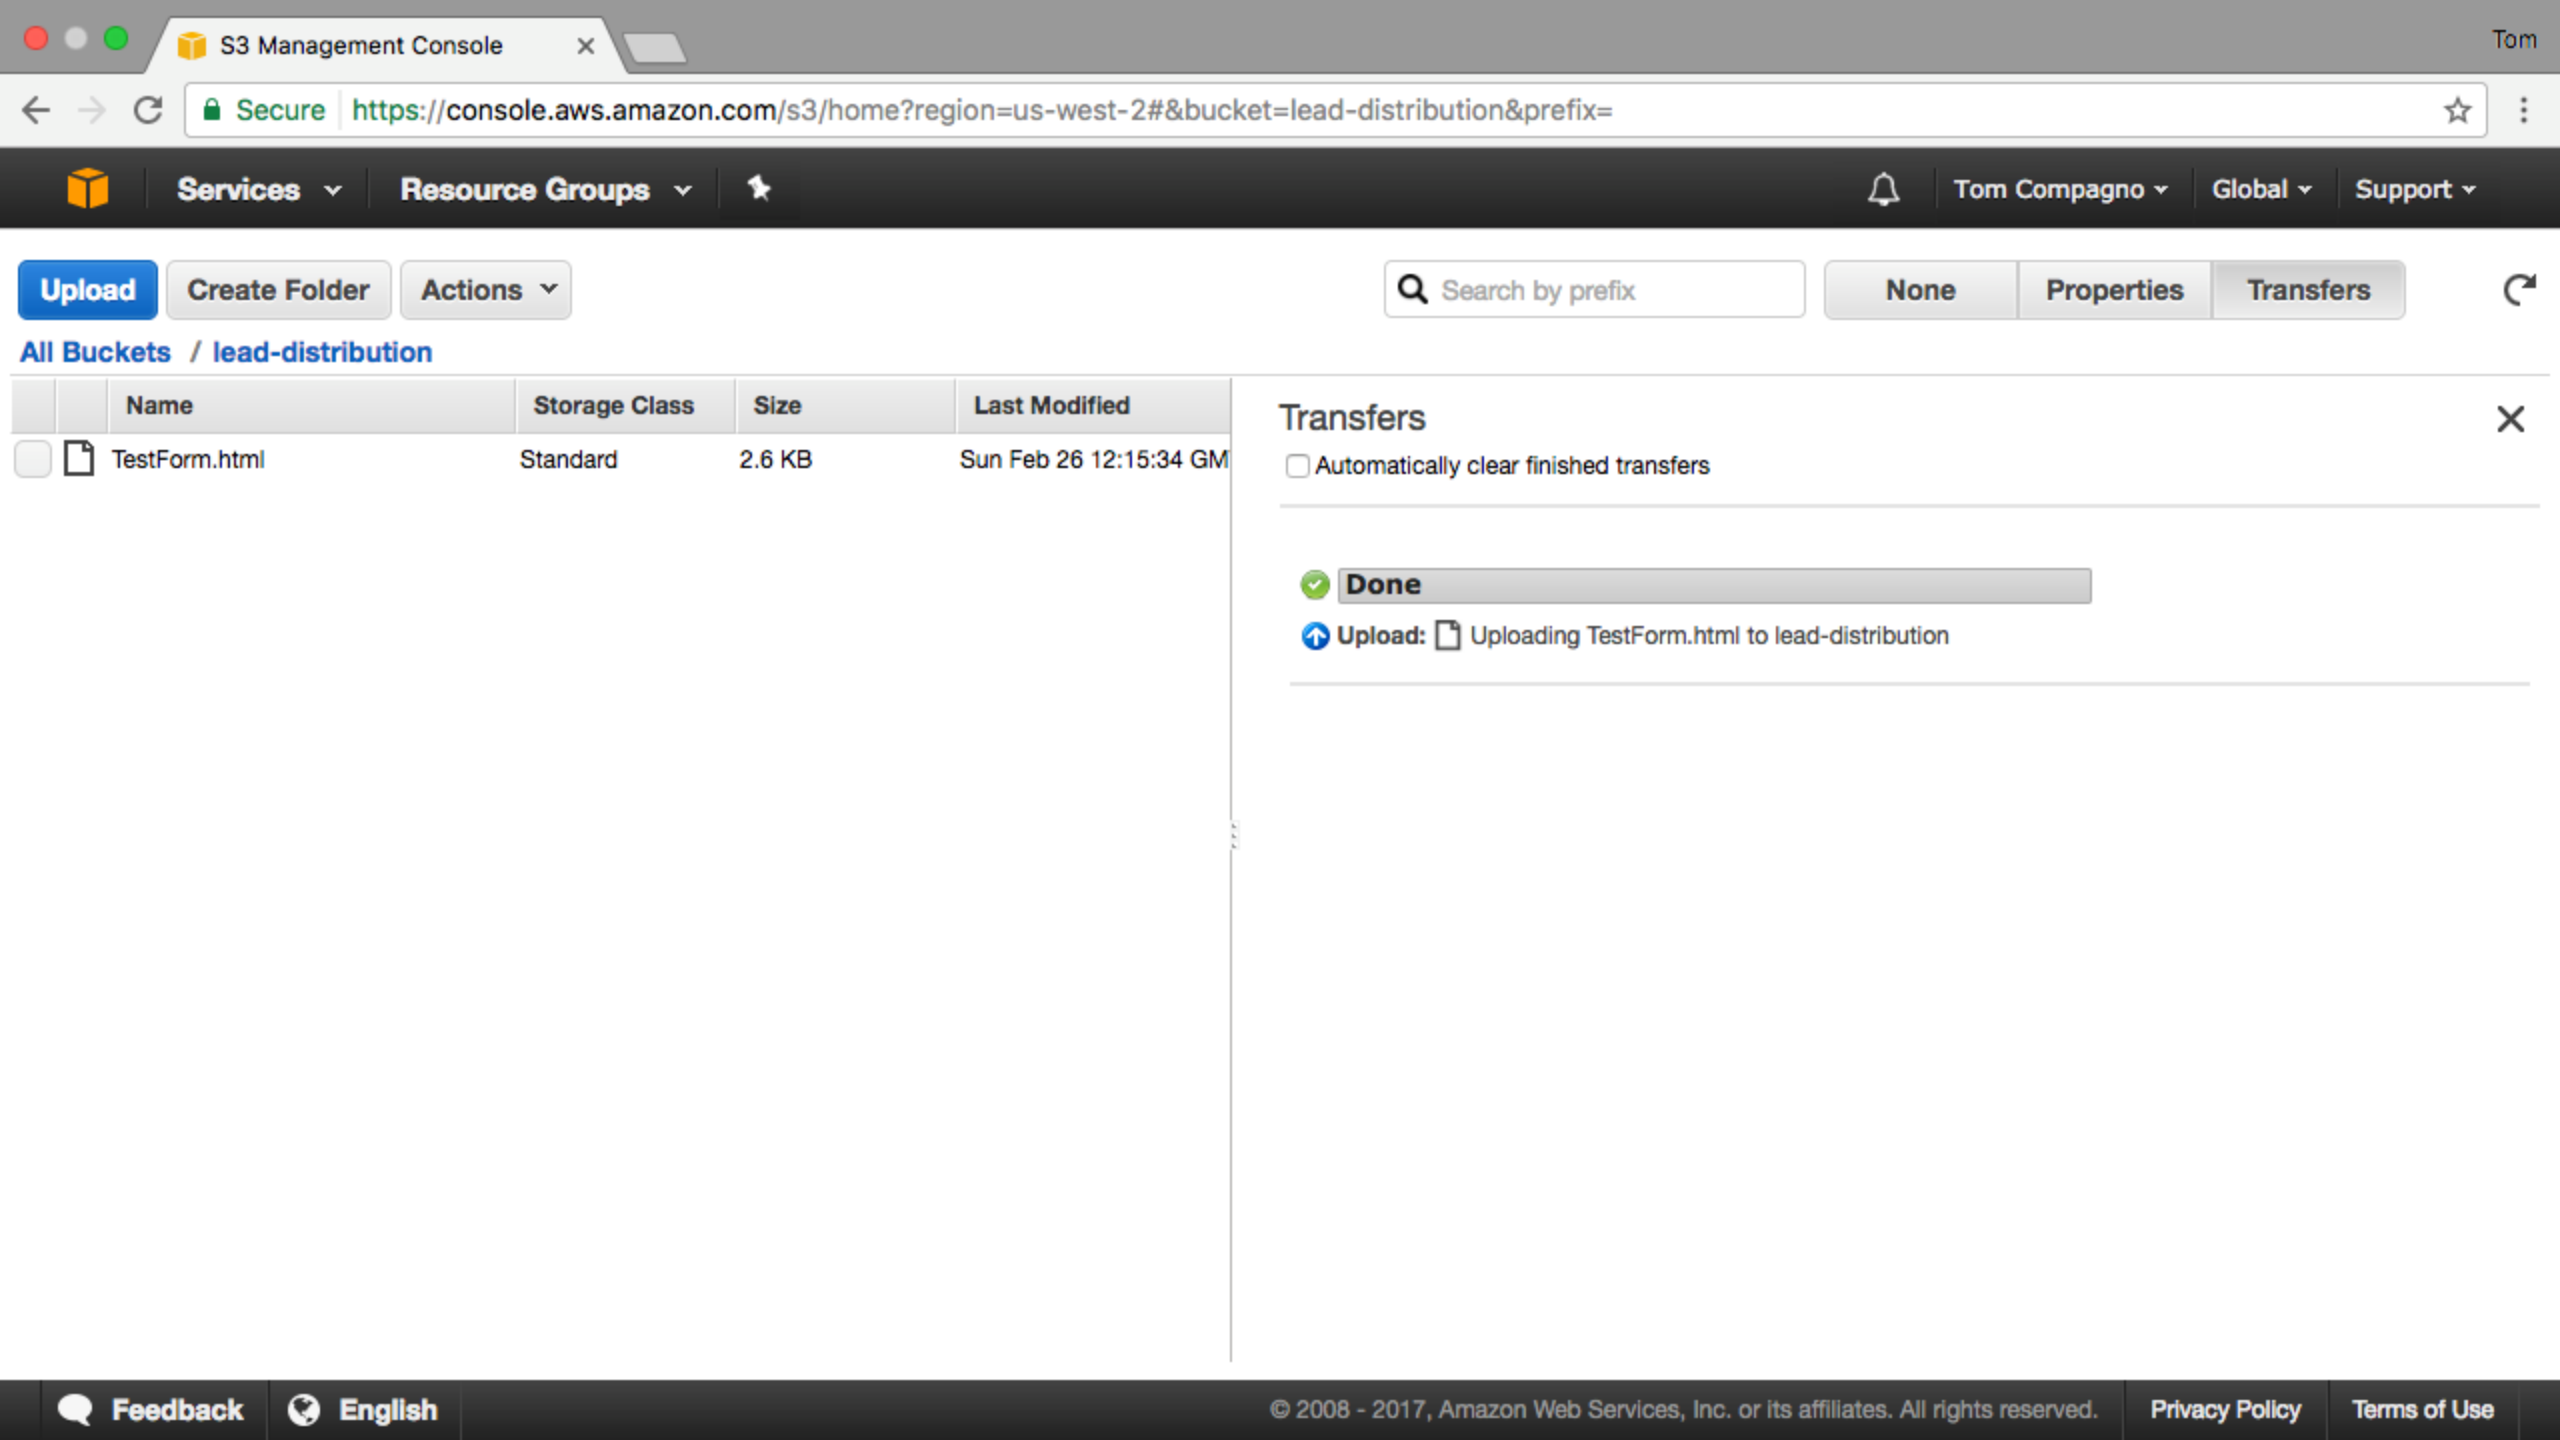 S3 Management Console
Tom
Secure https://console.aws.amazon.com/s3/home?region=us-west-2#&bucket=lead-distribution&prefix=
Services Resource Groups Tom Compagno Global Support
Upload Create Folder Actions Search by prefix None Properties Transfers
All Buckets / lead-distribution
Name Storage Class Size Last Modified
TestForm.html Standard 2.6 KB Sun Feb 26 12:15:34 GM
Transfers
Automatically clear finished transfers
Done
Upload: Uploading TestForm.html to lead-distribution
Feedback English © 2008 - 2017, Amazon Web Services, Inc. or its affiliates. All rights reserved. Privacy Policy Terms of Use